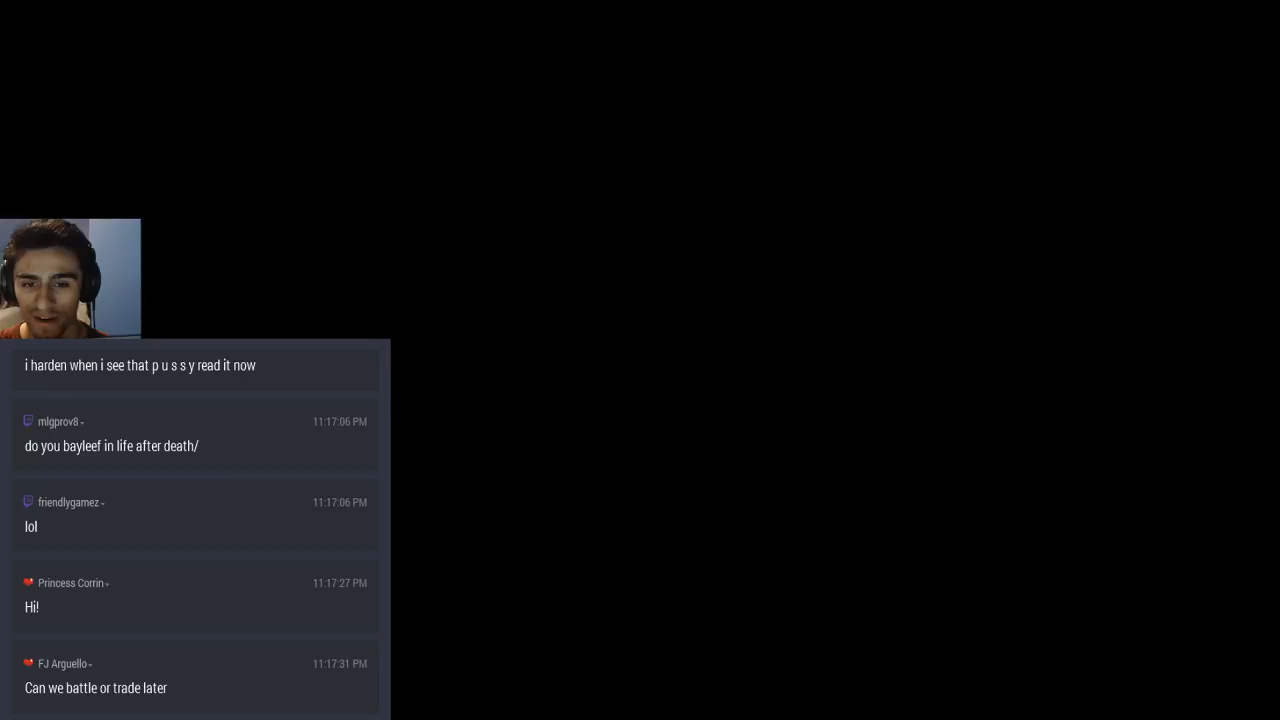 i harden when i see that p u s s y read it now
mlgprov8
11:17:06 PM
do you bayleef in life after death/
friendlygamez
11:17:06 PM
lol
Princess Corrin
11:17:27 PM
Hi!
FJ Arguello
11:17:31 PM
Can we battle or trade later